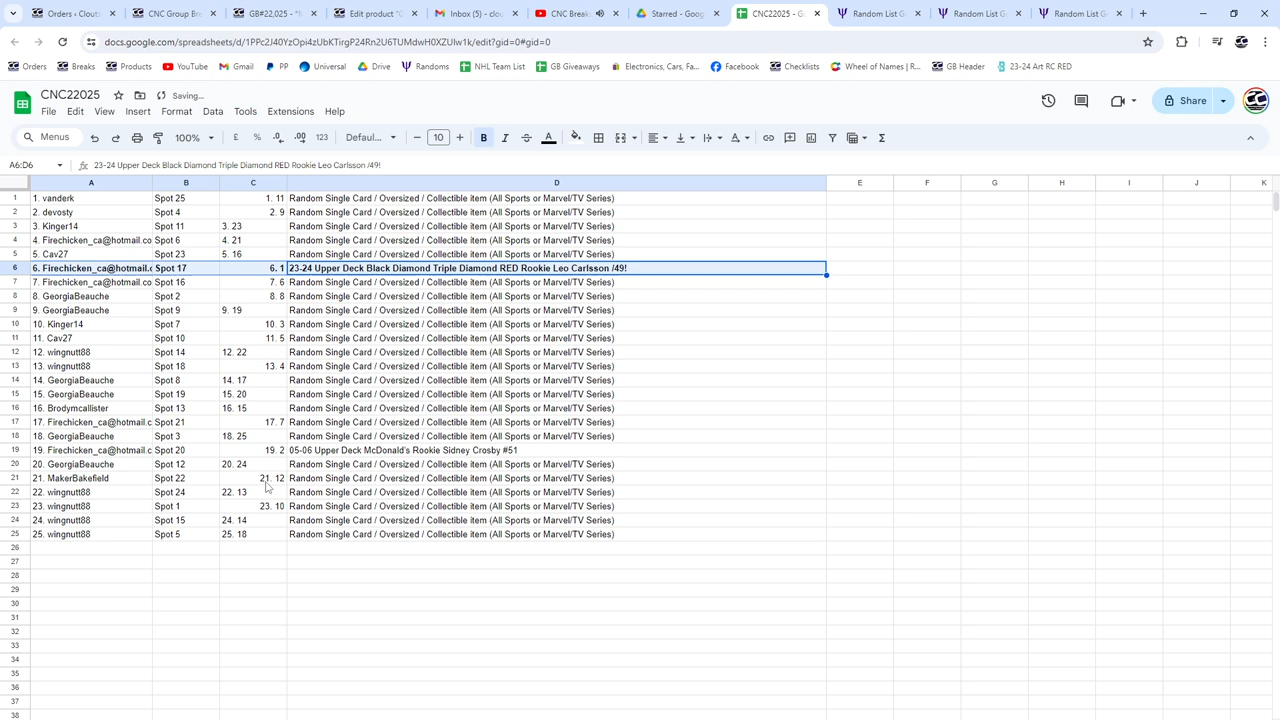 Orders ‹ Clout
CNC Group Bre
GB#22,025 - "B
Edit product "C
Inbox (5) - clou
CNC Break
Starred - Goog
CNC22025 - G
Random List G
Random List G
Random List G
docs.google.com/spreadsheets/d/1PPc2J40YzOpi4zUbKTirgP24Rn2U6TUMdwH0XZUIw1k/edit?gid=0#gid=0
Orders Breaks Products YouTube Gmail PP Universal Drive Randoms NHL Team List GB Giveaways Electronics, Cars, Fa... Facebook Checklists Wheel of Names | R... GB Header 23-24 Art RC RED
CNC22025 Saving...
File Edit View Insert Format Data Tools Extensions Help
Share
Menus 100% £ % .0 .00 123 Defaul... 10 B I A
A6:D6 23-24 Upper Deck Black Diamond Triple Diamond RED Rookie Leo Carlsson /49!
A B C D E F G H I J K
1 1. vanderk Spot 25 1. 11 Random Single Card / Oversized / Collectible item (All Sports or Marvel/TV Series)
2 2. devosty Spot 4 2. 9 Random Single Card / Oversized / Collectible item (All Sports or Marvel/TV Series)
3 3. Kinger14 Spot 11 3. 23 Random Single Card / Oversized / Collectible item (All Sports or Marvel/TV Series)
4 4. Firechicken_ca@hotmail.co Spot 6 4. 21 Random Single Card / Oversized / Collectible item (All Sports or Marvel/TV Series)
5 5. Cav27 Spot 23 5. 16 Random Single Card / Oversized / Collectible item (All Sports or Marvel/TV Series)
6 6. Firechicken_ca@hotmail.c Spot 17 6. 1 23-24 Upper Deck Black Diamond Triple Diamond RED Rookie Leo Carlsson /49!
7 7. Firechicken_ca@hotmail.co Spot 16 7. 6 Random Single Card / Oversized / Collectible item (All Sports or Marvel/TV Series)
8 8. GeorgiaBeauche Spot 2 8. 8 Random Single Card / Oversized / Collectible item (All Sports or Marvel/TV Series)
9 9. GeorgiaBeauche Spot 9 9. 19 Random Single Card / Oversized / Collectible item (All Sports or Marvel/TV Series)
10 10. Kinger14 Spot 7 10. 3 Random Single Card / Oversized / Collectible item (All Sports or Marvel/TV Series)
11 11. Cav27 Spot 10 11. 5 Random Single Card / Oversized / Collectible item (All Sports or Marvel/TV Series)
12 12. wingnutt88 Spot 14 12. 22 Random Single Card / Oversized / Collectible item (All Sports or Marvel/TV Series)
13 13. wingnutt88 Spot 18 13. 4 Random Single Card / Oversized / Collectible item (All Sports or Marvel/TV Series)
14 14. GeorgiaBeauche Spot 8 14. 17 Random Single Card / Oversized / Collectible item (All Sports or Marvel/TV Series)
15 15. GeorgiaBeauche Spot 19 15. 20 Random Single Card / Oversized / Collectible item (All Sports or Marvel/TV Series)
16 16. Brodymcallister Spot 13 16. 15 Random Single Card / Oversized / Collectible item (All Sports or Marvel/TV Series)
17 17. Firechicken_ca@hotmail.c Spot 21 17. 7 Random Single Card / Oversized / Collectible item (All Sports or Marvel/TV Series)
18 18. GeorgiaBeauche Spot 3 18. 25 Random Single Card / Oversized / Collectible item (All Sports or Marvel/TV Series)
19 19. Firechicken_ca@hotmail.c Spot 20 19. 2 05-06 Upper Deck McDonald's Rookie Sidney Crosby #51
20 20. GeorgiaBeauche Spot 12 20. 24 Random Single Card / Oversized / Collectible item (All Sports or Marvel/TV Series)
21 21. MakerBakefield Spot 22 21. 12 Random Single Card / Oversized / Collectible item (All Sports or Marvel/TV Series)
22 22. wingnutt88 Spot 24 22. 13 Random Single Card / Oversized / Collectible item (All Sports or Marvel/TV Series)
23 23. wingnutt88 Spot 1 23. 10 Random Single Card / Oversized / Collectible item (All Sports or Marvel/TV Series)
24 24. wingnutt88 Spot 15 24. 14 Random Single Card / Oversized / Collectible item (All Sports or Marvel/TV Series)
25 25. wingnutt88 Spot 5 25. 18 Random Single Card / Oversized / Collectible item (All Sports or Marvel/TV Series)
26
27
28
29
30
31
32
33
34
35
36
37
38